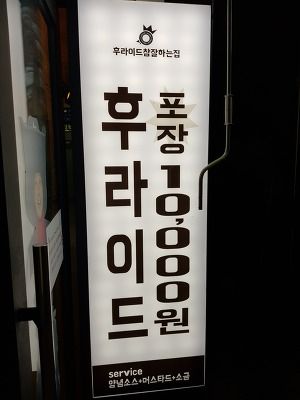 후라이드참잘하는집
후라이드
포장 10,000원
service
양념소스+머스타드+소금